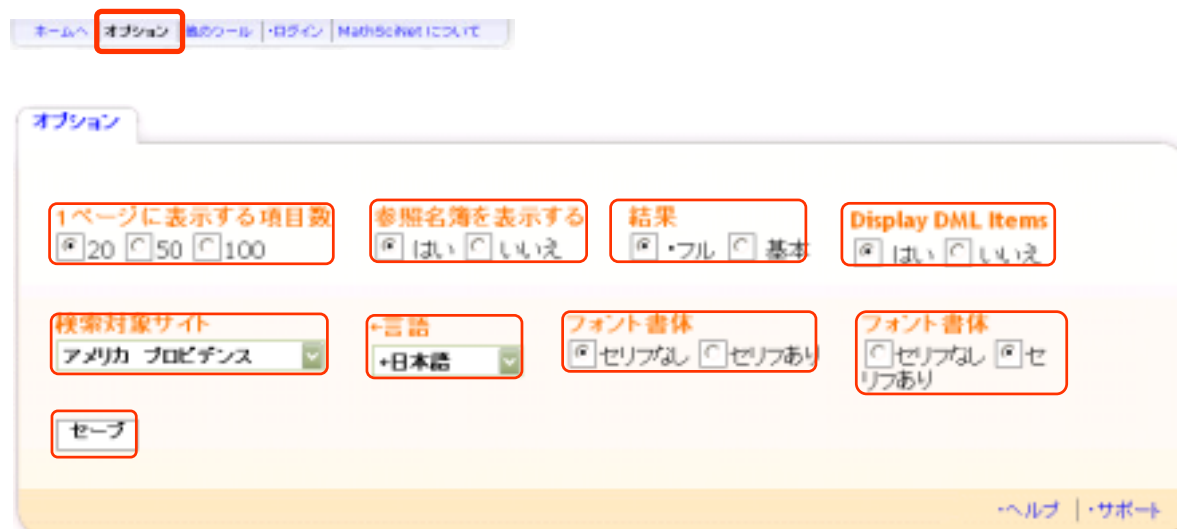 ホームへ オプション 他のツール ・ログイン MathSciNet について
オプション
1ページに表示する項目数 参照名簿を表示する 結果 Display DML Items
20 50 100 はい いいえ ・フル 基本 はい いいえ
検索対象サイト ・言語 フォント書体 フォント書体
アメリカ プロビデンス ・日本語 セリフなし セリフあり セリフなし セ
リフあり
セーブ
・ヘルプ ・サポート